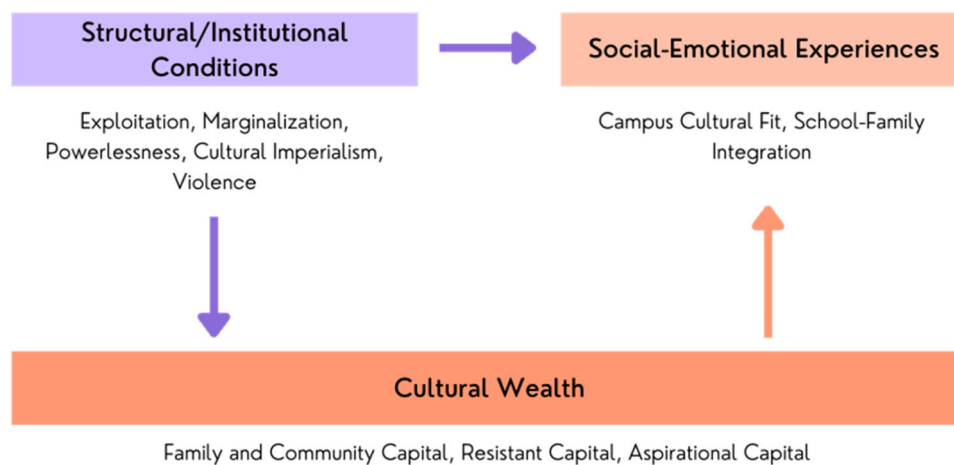 Structural/Institutional
Conditions
Social-Emotional Experiences
Exploitation, Marginalization,
Powerlessness, Cultural Imperialism,
Violence
Campus Cultural Fit, School-Family
Integration
Cultural Wealth
Family and Community Capital, Resistant Capital, Aspirational Capital